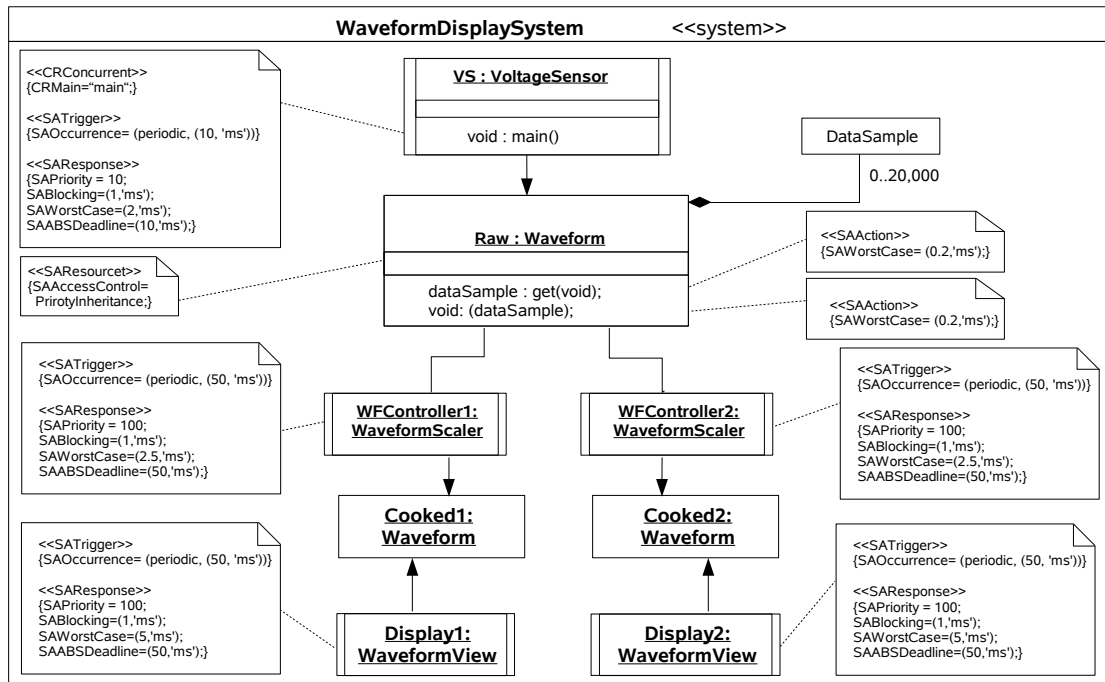 WaveformDisplaySystem <<system>>
<<CRConcurrent>>
{CRMain=“main“;}
<<SATrigger>>
{SAOccurrence= (periodic, (10, 'ms'))}
<<SAResponse>>
{SAPriority = 10;
SABlocking=(1,'ms');
SAWorstCase=(2,'ms');
SAABSDeadline=(10,'ms');}
VS : VoltageSensor
void : main()
DataSample
0..20,000
Raw : Waveform
dataSample : get(void);
void: (dataSample);
<<SAAction>>
{SAWorstCase= (0.2,'ms');}
<<SAResourcet>>
{SAAccessControl=
PrirotyInheritance;}
<<SAAction>>
{SAWorstCase= (0.2,'ms');}
<<SATrigger>>
{SAOccurrence= (periodic, (50, 'ms'))}
<<SAResponse>>
{SAPriority = 100;
SABlocking=(1,'ms');
SAWorstCase=(2.5,'ms');
SAABSDeadline=(50,'ms');}
WFController1:
WaveformScaler
WFController2:
WaveformScaler
<<SATrigger>>
{SAOccurrence= (periodic, (50, 'ms'))}
<<SAResponse>>
{SAPriority = 100;
SABlocking=(1,'ms');
SAWorstCase=(2.5,'ms');
SAABSDeadline=(50,'ms');}
Cooked1:
Waveform
Cooked2:
Waveform
<<SATrigger>>
{SAOccurrence= (periodic, (50, 'ms'))}
<<SAResponse>>
{SAPriority = 100;
SABlocking=(1,'ms');
SAWorstCase=(5,'ms');
SAABSDeadline=(50,'ms');}
Display1:
WaveformView
Display2:
WaveformView
<<SATrigger>>
{SAOccurrence= (periodic, (50, 'ms'))}
<<SAResponse>>
{SAPriority = 100;
SABlocking=(1,'ms');
SAWorstCase=(5,'ms');
SAABSDeadline=(50,'ms');}